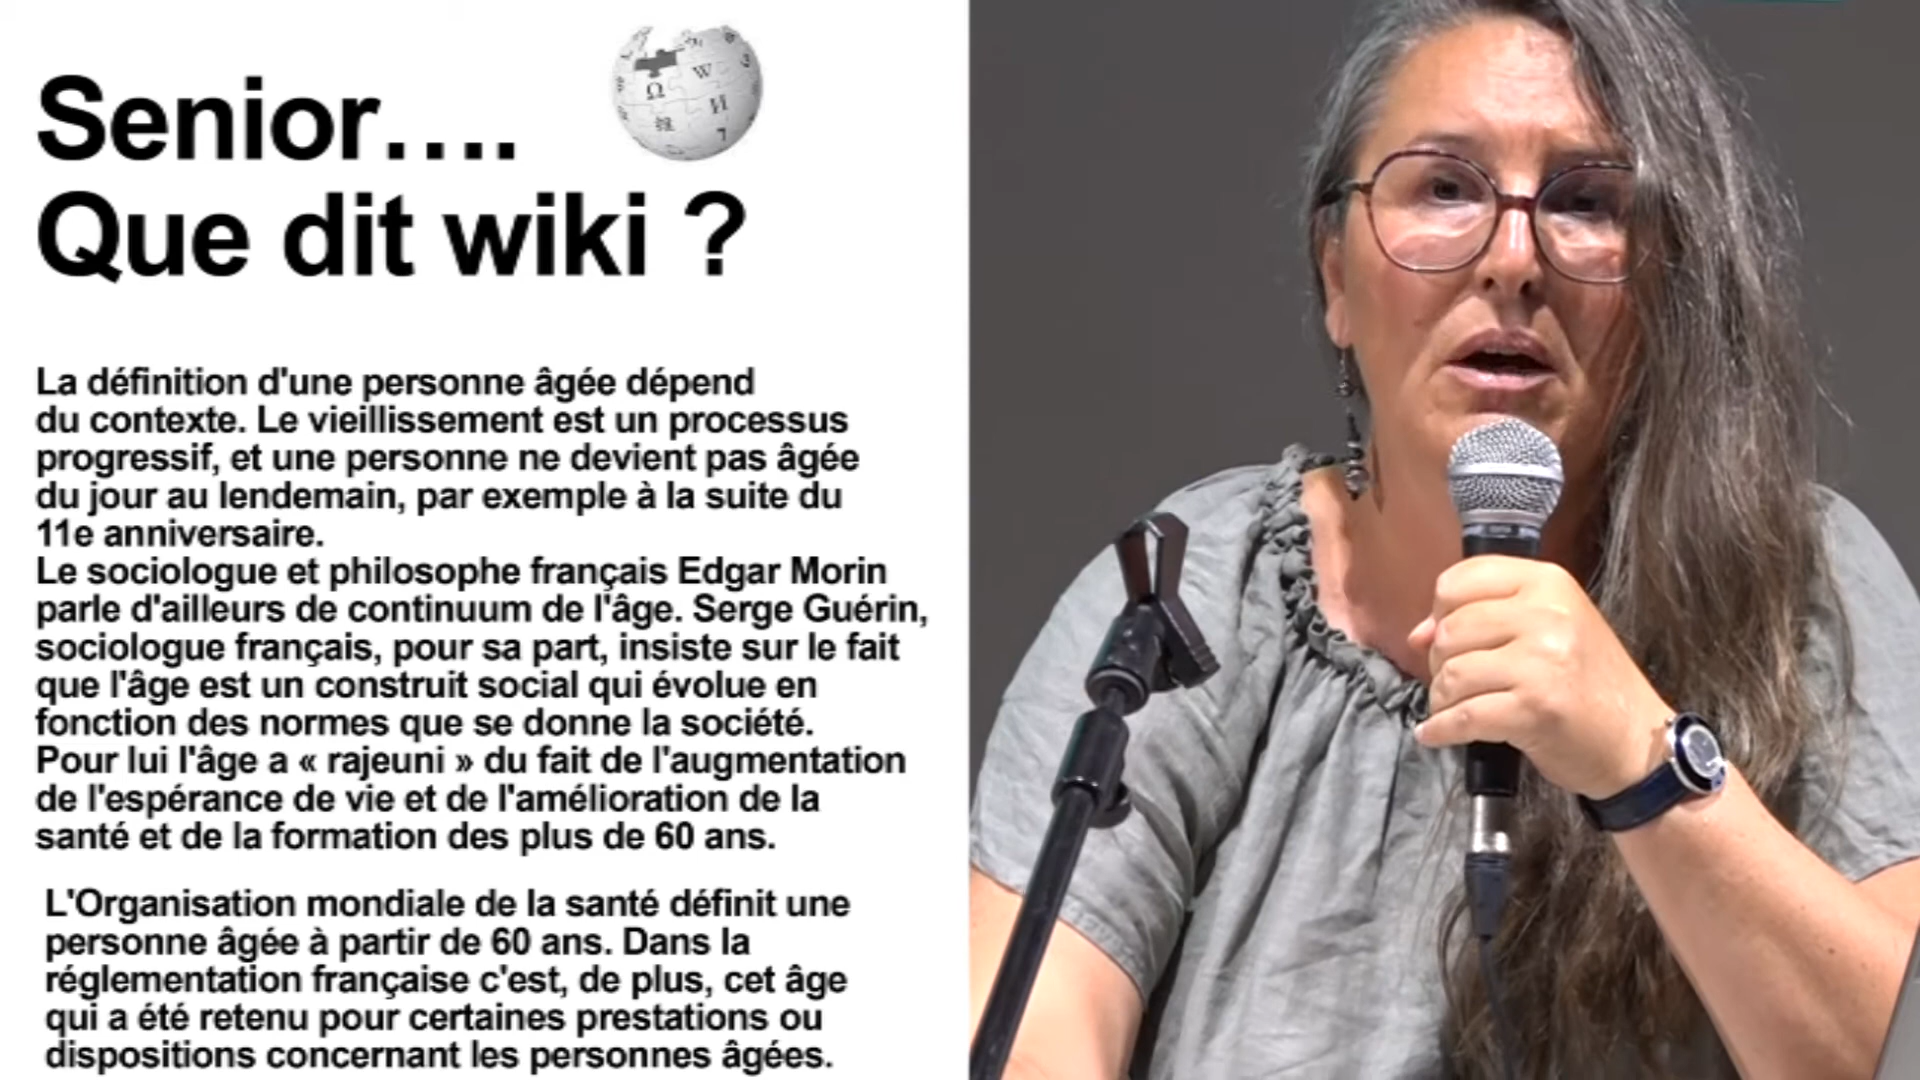 Senior....
Que dit wiki ?
Ω
W
И
7
La définition d'une personne âgée dépend
du contexte. Le vieillissement est un processus
progressif, et une personne ne devient pas âgée
du jour au lendemain, par exemple à la suite du
11e anniversaire.
Le sociologue et philosophe français Edgar Morin
parle d'ailleurs de continuum de l'âge. Serge Guérin,
sociologue français, pour sa part, insiste sur le fait
que l'âge est un construit social qui évolue en
fonction des normes que se donne la société.
Pour lui l'âge a « rajeuni » du fait de l'augmentation
de l'espérance de vie et de l'amélioration de la
santé et de la formation des plus de 60 ans.
L'Organisation mondiale de la santé définit une
personne âgée à partir de 60 ans. Dans la
réglementation française c'est, de plus, cet âge
qui a été retenu pour certaines prestations ou
dispositions concernant les personnes âgées.